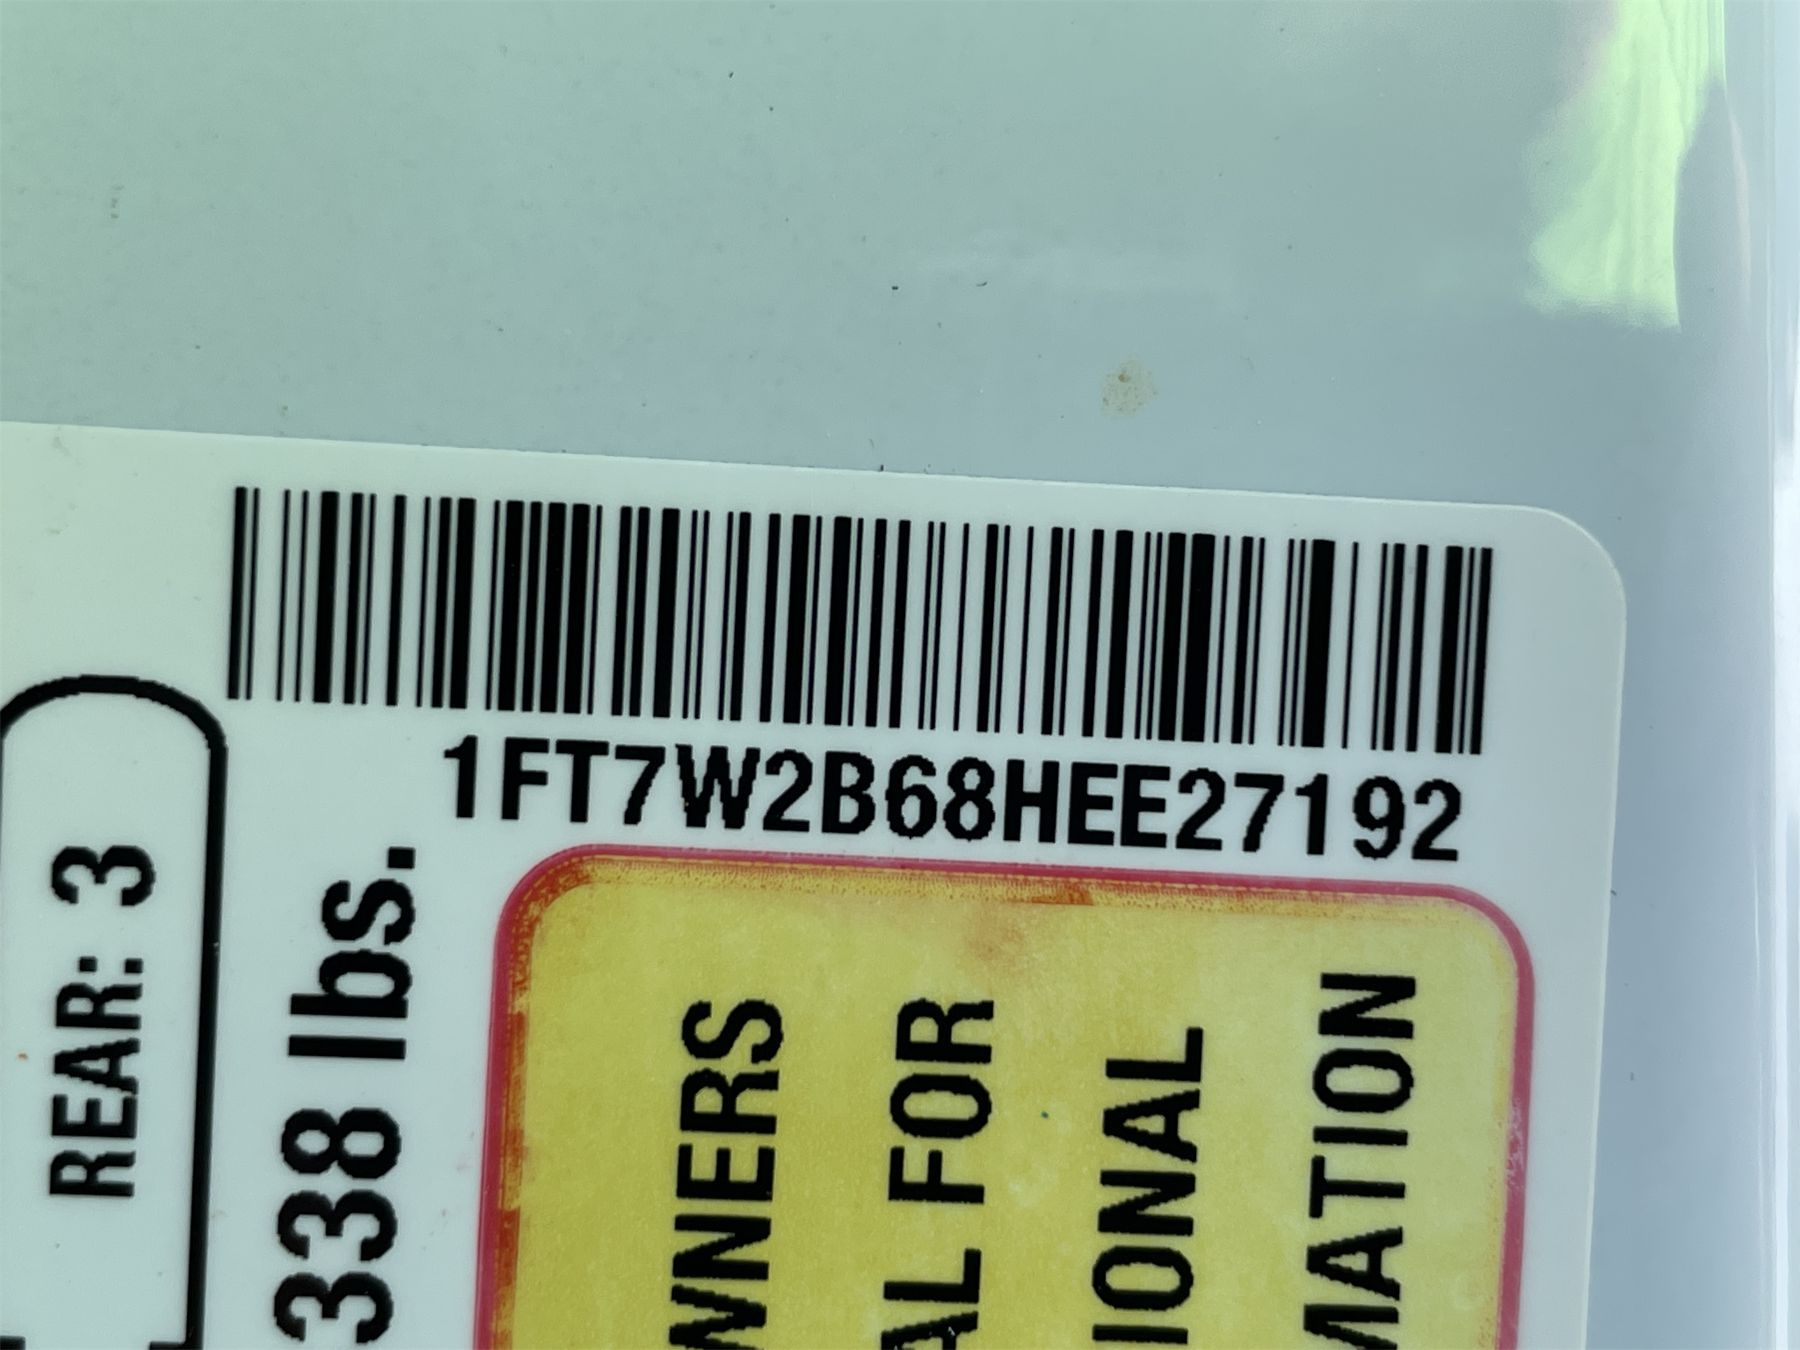 1FT7W2B68HEE27192
REAR: 3
338 lbs.
WNERS
AL FOR
IONAL
MATION